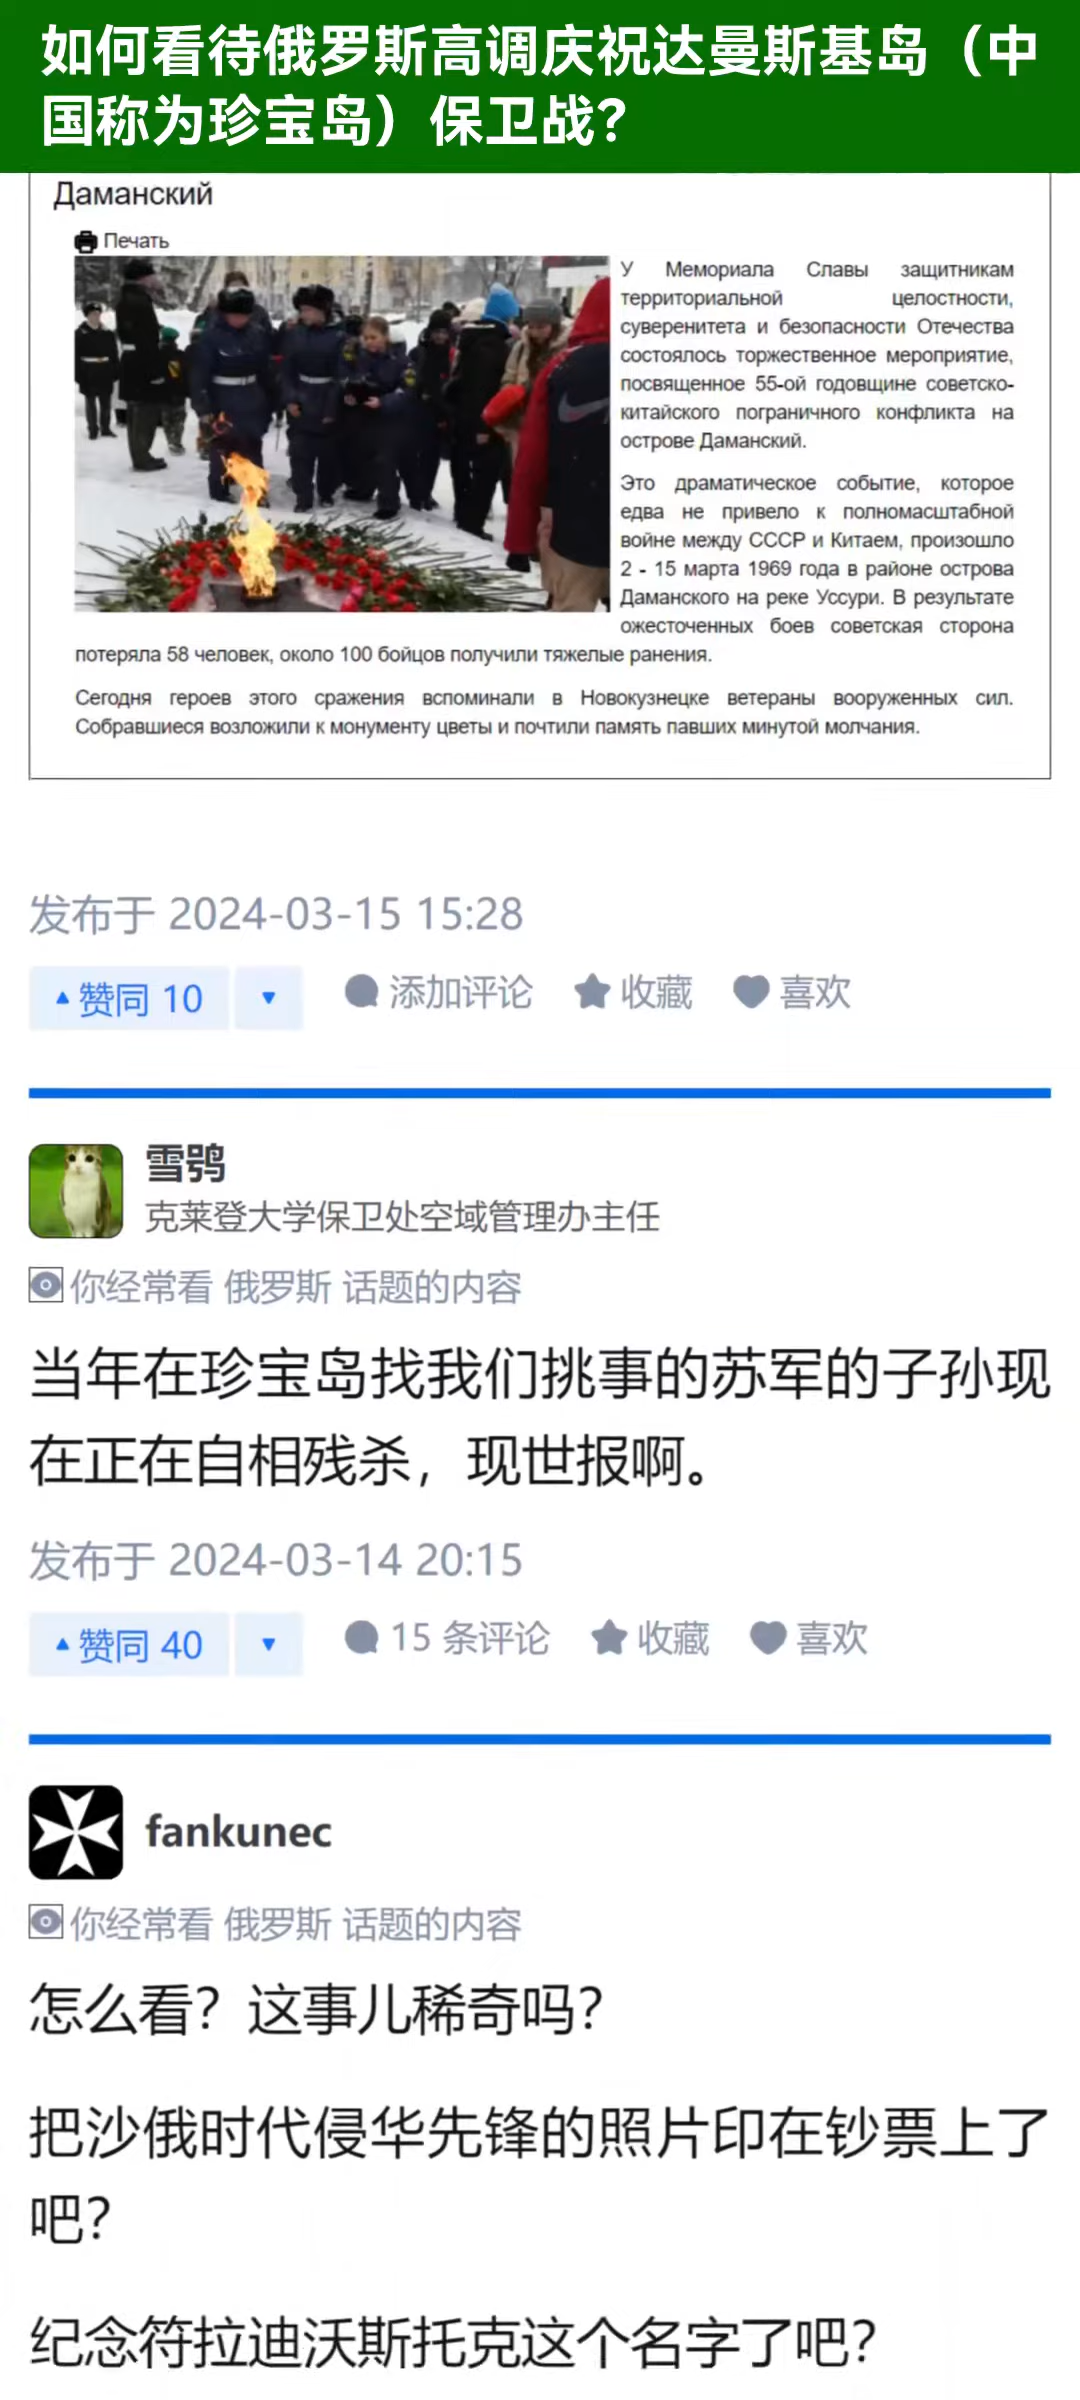 如何看待俄罗斯高调庆祝达曼斯基岛（中
国称为珍宝岛）保卫战？
Даманский
Печать
У Мемориала Славы защитникам
территориальной целостности,
суверенитета и безопасности Отечества
состоялось торжественное мероприятие,
посвященное 55-ой годовщине советско-
китайского пограничного конфликта на
острове Даманский.
Это драматическое событие, которое
едва не привело к полномасштабной
войне между СССР и Китаем, произошло
2 - 15 марта 1969 года в районе острова
Даманского на реке Уссури. В результате
ожесточенных боев советская сторона
потеряла 58 человек, около 100 бойцов получили тяжелые ранения.
Сегодня героев этого сражения вспоминали в Новокузнецке ветераны вооруженных сил.
Собравшиеся возложили к монументу цветы и почтили память павших минутой молчания.
发布于 2024-03-15 15:28
赞同 10 添加评论 收藏 喜欢
雪鸮
克莱登大学保卫处空域管理办主任
你经常看 俄罗斯 话题的内容
当年在珍宝岛找我们挑事的苏军的子孙现
在正在自相残杀，现世报啊。
发布于 2024-03-14 20:15
赞同 40 15 条评论 收藏 喜欢
fankunec
你经常看 俄罗斯 话题的内容
怎么看？这事儿稀奇吗？
把沙俄时代侵华先锋的照片印在钞票上了
吧？
纪念符拉迪沃斯托克这个名字了吧？